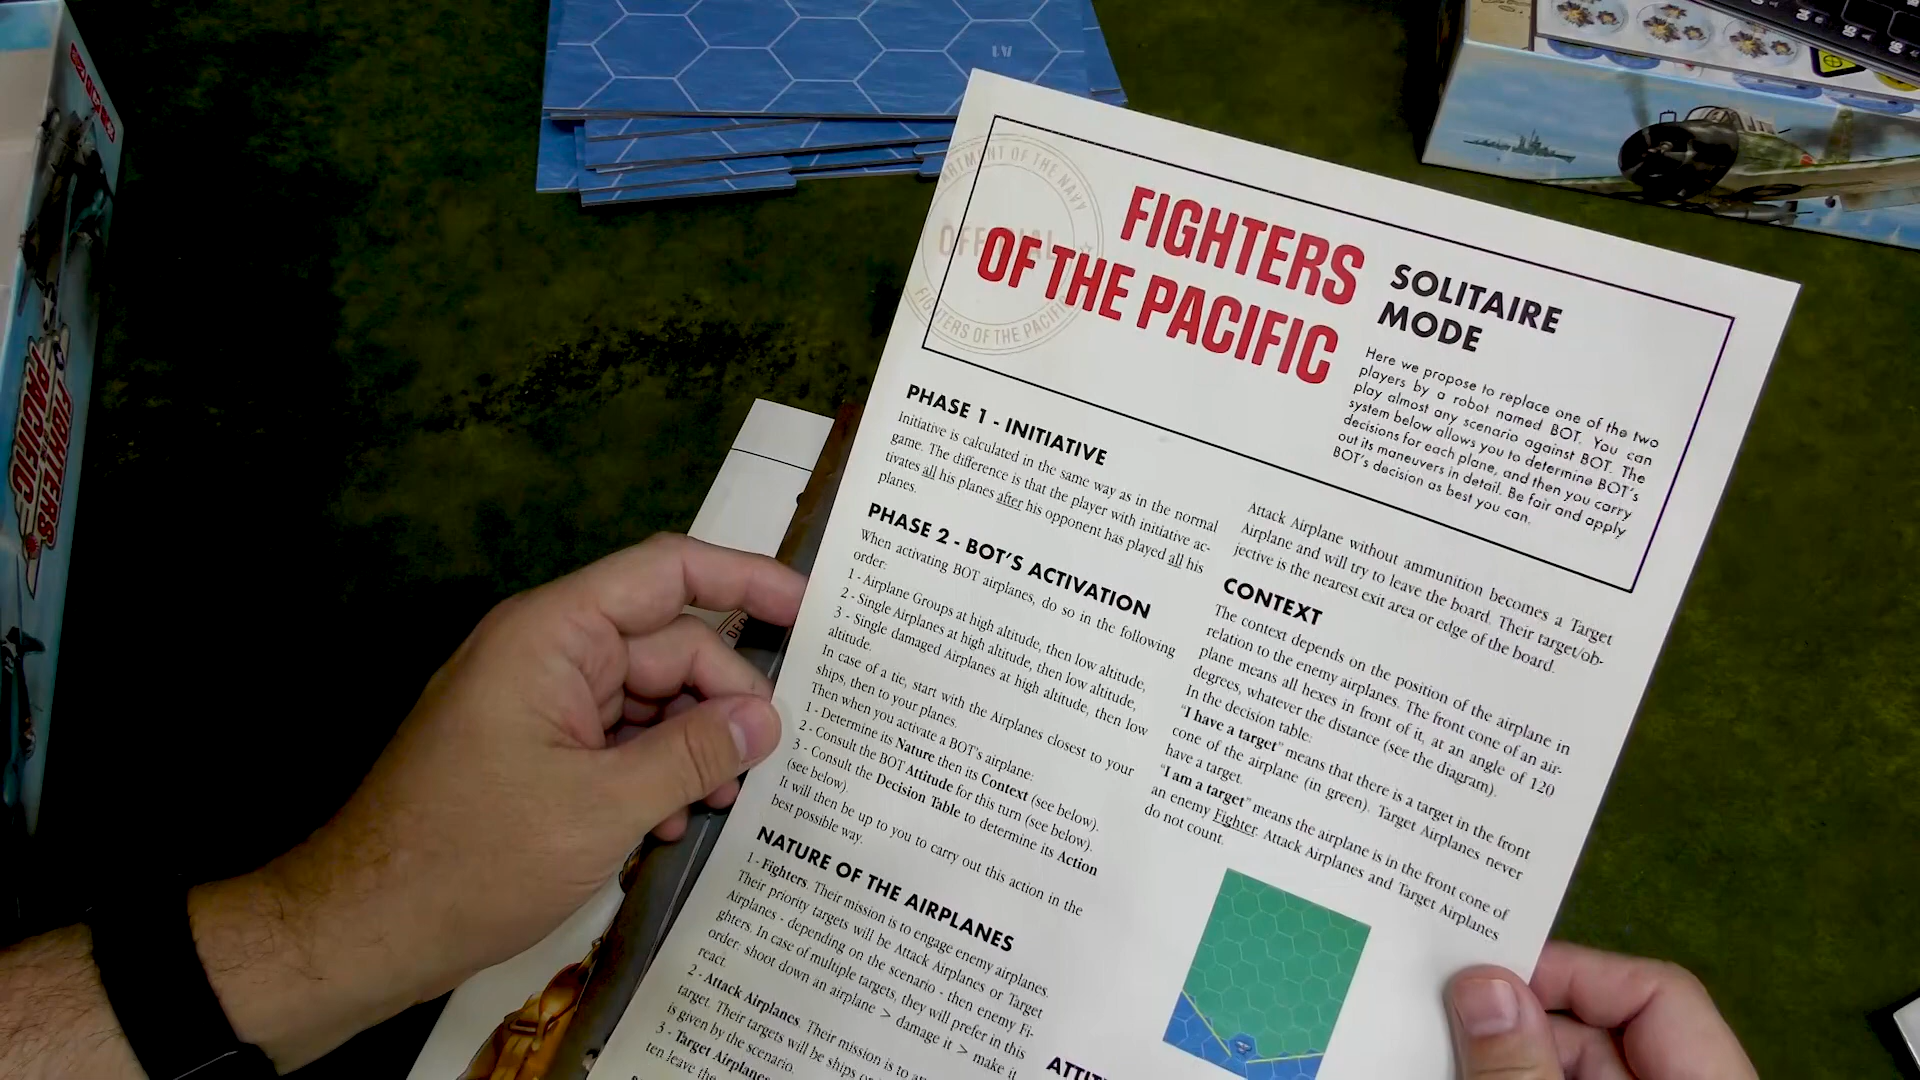 FIGHTERS
OF THE PACIFIC
SOLITAIRE
MODE
Here we propose to replace one of the two
players by a robot named BOT. You can
play almost any scenario against BOT. The
system below allows you to determine BOT's
decisions for each plane, and then you carry
out its maneuvers in detail. Be fair and apply
BOT's decision as best you can.
OFFICIAL
FIGHTERS OF THE PACIFIC
PHASE 1 - INITIATIVE
Initiative is calculated in the same way as in the normal
game. The difference is that the player with initiative ac-
tivates all his planes after his opponent has played all his
planes.
PHASE 2 - BOT'S ACTIVATION
When activating BOT airplanes, do so in the following
order:
1 - Airplane Groups at high altitude, then low altitude,
2 - Single Airplanes at high altitude, then low altitude,
3 - Single damaged Airplanes at high altitude, then low
altitude.
In case of a tie, start with the Airplanes closest to your
ships, then to your planes.
Then when you activate a BOT's airplane:
1 - Determine its Nature then its Context (see below).
2 - Consult the BOT Attitude for this turn (see below).
3 - Consult the Decision Table to determine its Action
(see below).
It will then be up to you to carry out this action in the
best possible way.
NATURE OF THE AIRPLANES
1 - Fighters. Their mission is to engage enemy airplanes.
Their priority targets will be Attack Airplanes or Target
Airplanes - depending on the scenario - then enemy Fi-
ghters. In case of multiple targets, they will prefer in this
order: shoot down an airplane > damage it > make it
react.
2 - Attack Airplanes. Their mission is to
target. Their targets will be ships
is given by the scenario.
3 - Target Airplanes
ten leave the
Attack Airplane without ammunition becomes a Target
Airplane and will try to leave the board. Their target/ob-
jective is the nearest exit area or edge of the board.
CONTEXT
The context depends on the position of the airplane in
relation to the enemy airplanes. The front cone of an air-
plane means all hexes in front of it, at an angle of 120
degrees, whatever the distance (see the diagram).
In the decision table:
"I have a target" means that there is a target in the front
cone of the airplane (in green). Target Airplanes never
have a target.
"I am a target" means the airplane is in the front cone of
an enemy Fighter. Attack Airplanes and Target Airplanes
do not count.
FIGHTERS
PACIFIC